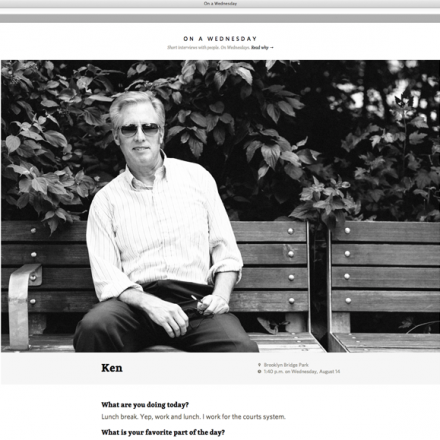 On a Wednesday
ON A WEDNESDAY
Short interviews with people. On Wednesdays. Read why →
Ken
Brooklyn Bridge Park
1:40 p.m. on Wednesday, August 14
What are you doing today?
Lunch break. Yep, work and lunch. I work for the courts system.
What is your favorite part of the day?